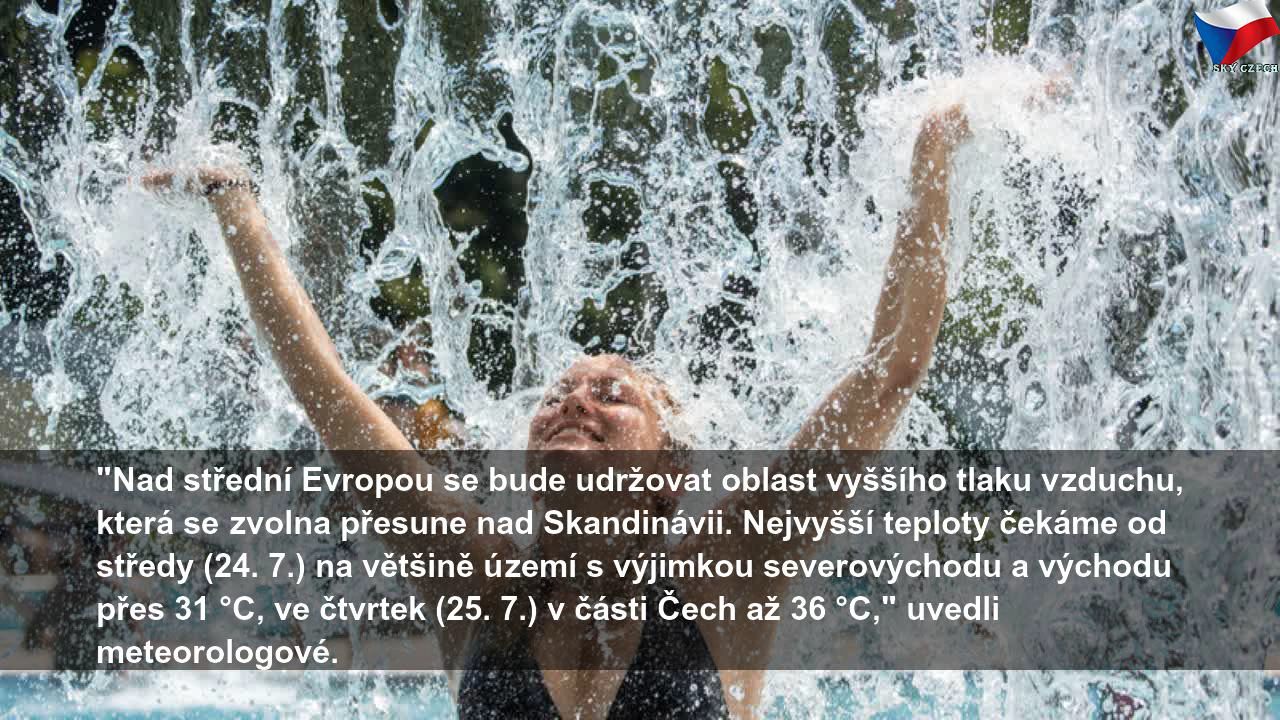 SKY CZECH
"Nad střední Evropou se bude udržovat oblast vyššího tlaku vzduchu,
která se zvolna přesune nad Skandinávii. Nejvyšší teploty čekáme od
středy (24. 7.) na většině území s výjimkou severovýchodu a východu
přes 31 °C, ve čtvrtek (25. 7.) v části Čech až 36 °C," uvedli
meteorologové.